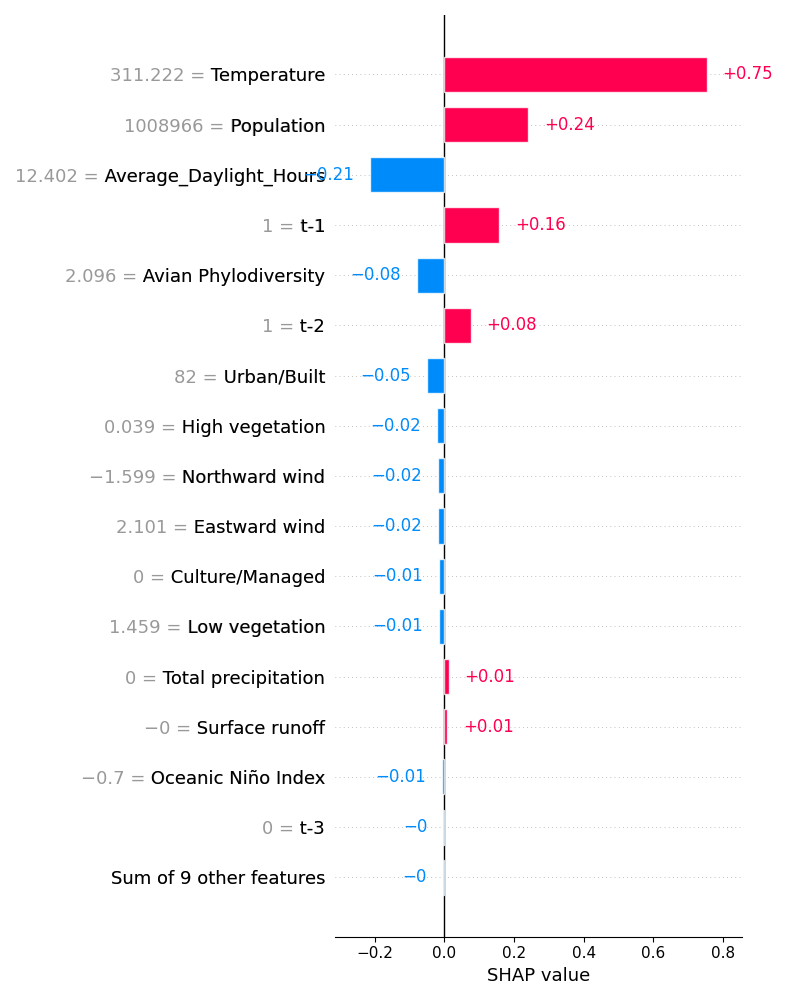 311.222 = Temperature +0.75
1008966 = Population +0.24
12.402 = Average_Daylight_Hours −0.21
1 = t-1 +0.16
2.096 = Avian Phylodiversity −0.08
1 = t-2 +0.08
82 = Urban/Built −0.05
0.039 = High vegetation −0.02
−1.599 = Northward wind −0.02
2.101 = Eastward wind −0.02
0 = Culture/Managed −0.01
1.459 = Low vegetation −0.01
0 = Total precipitation +0.01
−0 = Surface runoff +0.01
−0.7 = Oceanic Niño Index −0.01
0 = t-3 −0
Sum of 9 other features −0
−0.2 0.0 0.2 0.4 0.6 0.8
SHAP value